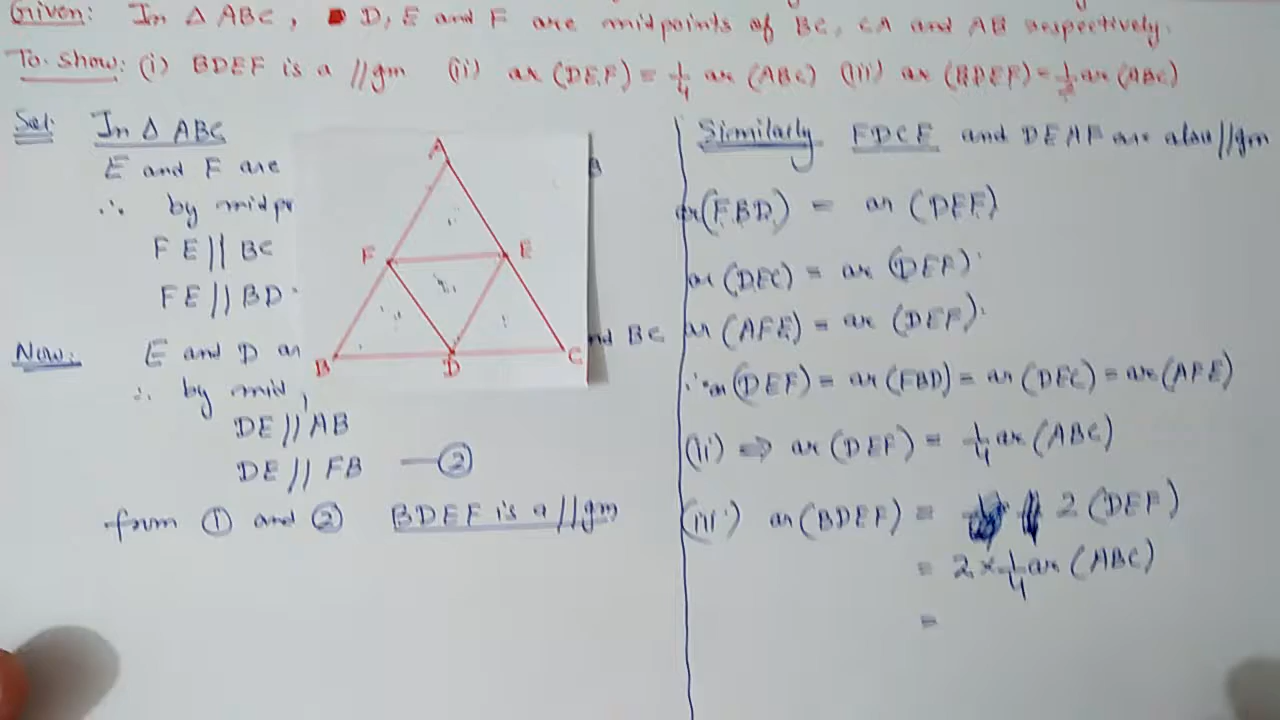 Given: In △ ABC, D, E and F are midpoints of BC, CA and AB respectively.
To show: (i) BDEF is a //gm (ii) ar (DEF) = 1/4 ar (ABC) (iii) ar (BDEF) = 1/2 ar (ABC)
Sol: In △ ABC
E and F are
∴ by midp
FE // BC
FE // BD
Now: E and D ar
nd BC
∴ by mid
DE // AB
DE // FB — ②
from ① and ② BDEF is a //gm
A
F E
B D C
B
Similarly FDCE and DEAF are also //gm
ar (FBD) = ar (DEF)
ar (DEC) = ar (DEF)
ar (AFE) = ar (DEF)
∴ ar (DEF) = ar (FBD) = ar (DEC) = ar (AFE)
(ii) ⇒ ar (DEF) = 1/4 ar (ABC)
(iii) ar (BDEF) = 2 (DEF)
= 2 × 1/4 ar (ABC)
=